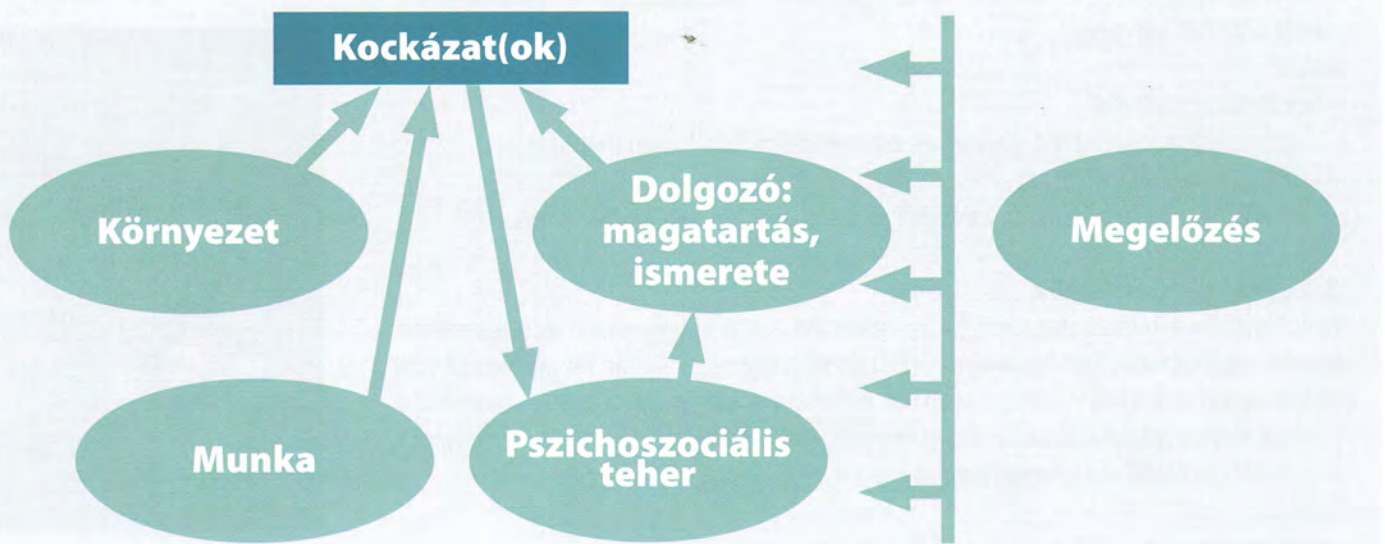 Kockázat(ok)
Környezet
Dolgozó:
magatartás,
ismerete
Megelőzés
Munka
Pszichoszociális
teher